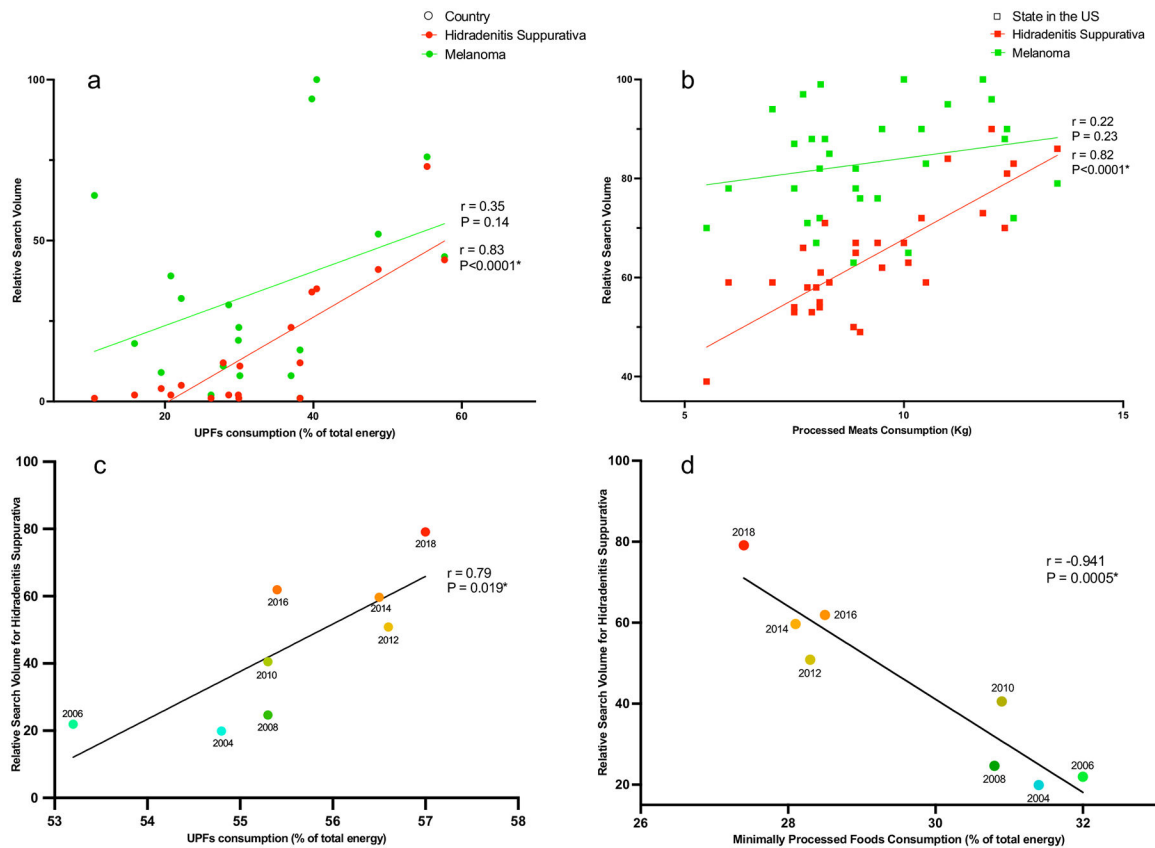 Country
Hidradenitis Suppurativa
Melanoma
a
100
50
0
20
40
60
Relative Search Volume
UPFs consumption (% of total energy)
r = 0.35
P = 0.14
r = 0.83
P<0.0001*
State in the US
Hidradenitis Suppurativa
Melanoma
b
100
80
60
40
5
10
15
Relative Search Volume
Processed Meats Consumption (Kg)
r = 0.22
P = 0.23
r = 0.82
P<0.0001*
c
100
80
60
40
20
0
53
54
55
56
57
58
Relative Search Volume for Hidradenitis Suppurativa
UPFs consumption (% of total energy)
2018
r = 0.79
P = 0.019*
2016
2014
2012
2010
2006
2004
2008
d
100
80
60
40
20
26
28
30
32
Relative Search Volume for Hidradenitis Suppurativa
Minimally Processed Foods Consumption (% of total energy)
2018
r = -0.941
P = 0.0005*
2016
2014
2012
2010
2008
2006
2004